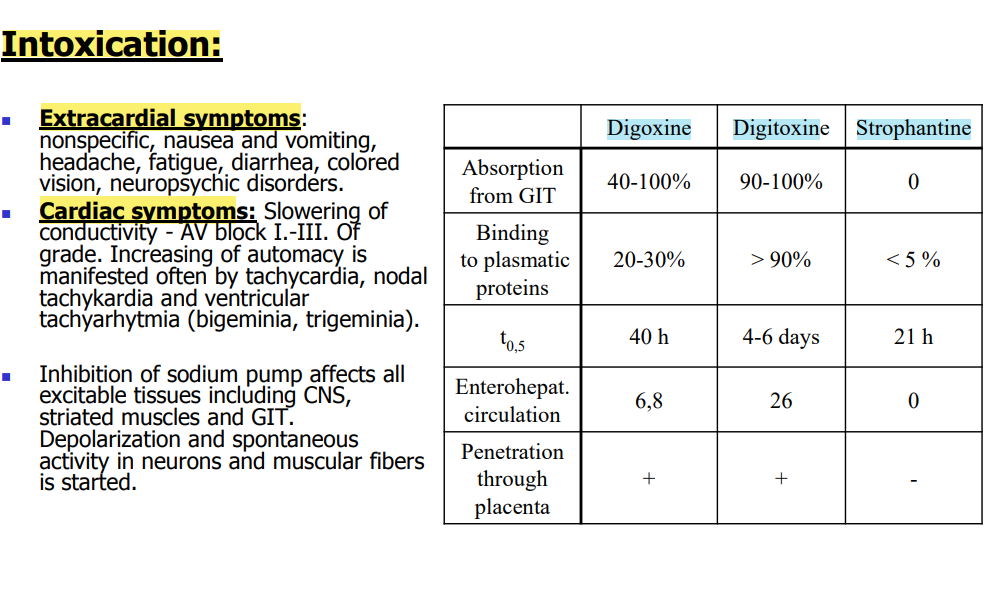 Intoxication:
Extracardial symptoms:
nonspecific, nausea and vomiting,
headache, fatigue, diarrhea, colored
vision, neuropsychic disorders.
Cardiac symptoms: Slowering of
conductivity - AV block I.-III. Of
grade. Increasing of automacy is
manifested often by tachycardia, nodal
tachykardia and ventricular
tachyarhytmia (bigeminia, trigeminia).
Inhibition of sodium pump affects all
excitable tissues including CNS,
striated muscles and GIT.
Depolarization and spontaneous
activity in neurons and muscular fibers
is started.
Digoxine Digitoxine Strophantine
Absorption
from GIT
40-100% 90-100% 0
Binding
to plasmatic
proteins
20-30% > 90% < 5 %
t0,5 40 h 4-6 days 21 h
Enterohepat.
circulation
6,8 26 0
Penetration
through
placenta
+ + -